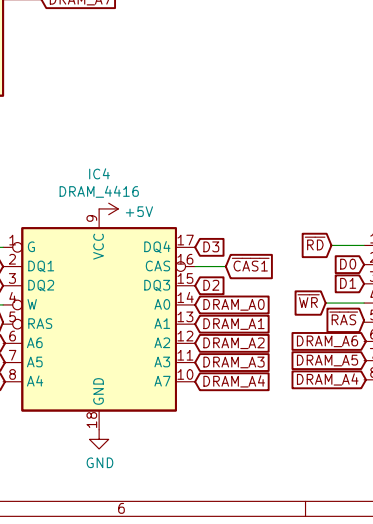 DRAM_A7
IC4
DRAM_4416
+5V
9
VCC
1 G
2 DQ1
3 DQ2
4 W
5 RAS
6 A6
7 A5
8 A4
DQ4 17 D3
CAS 16 CAS1
DQ3 15 D2
A0 14 DRAM_A0
A1 13 DRAM_A1
A2 12 DRAM_A2
A3 11 DRAM_A3
A7 10 DRAM_A4
GND
18
GND
RD
D0
D1
WR
RAS
DRAM_A6
DRAM_A5
DRAM_A4
6